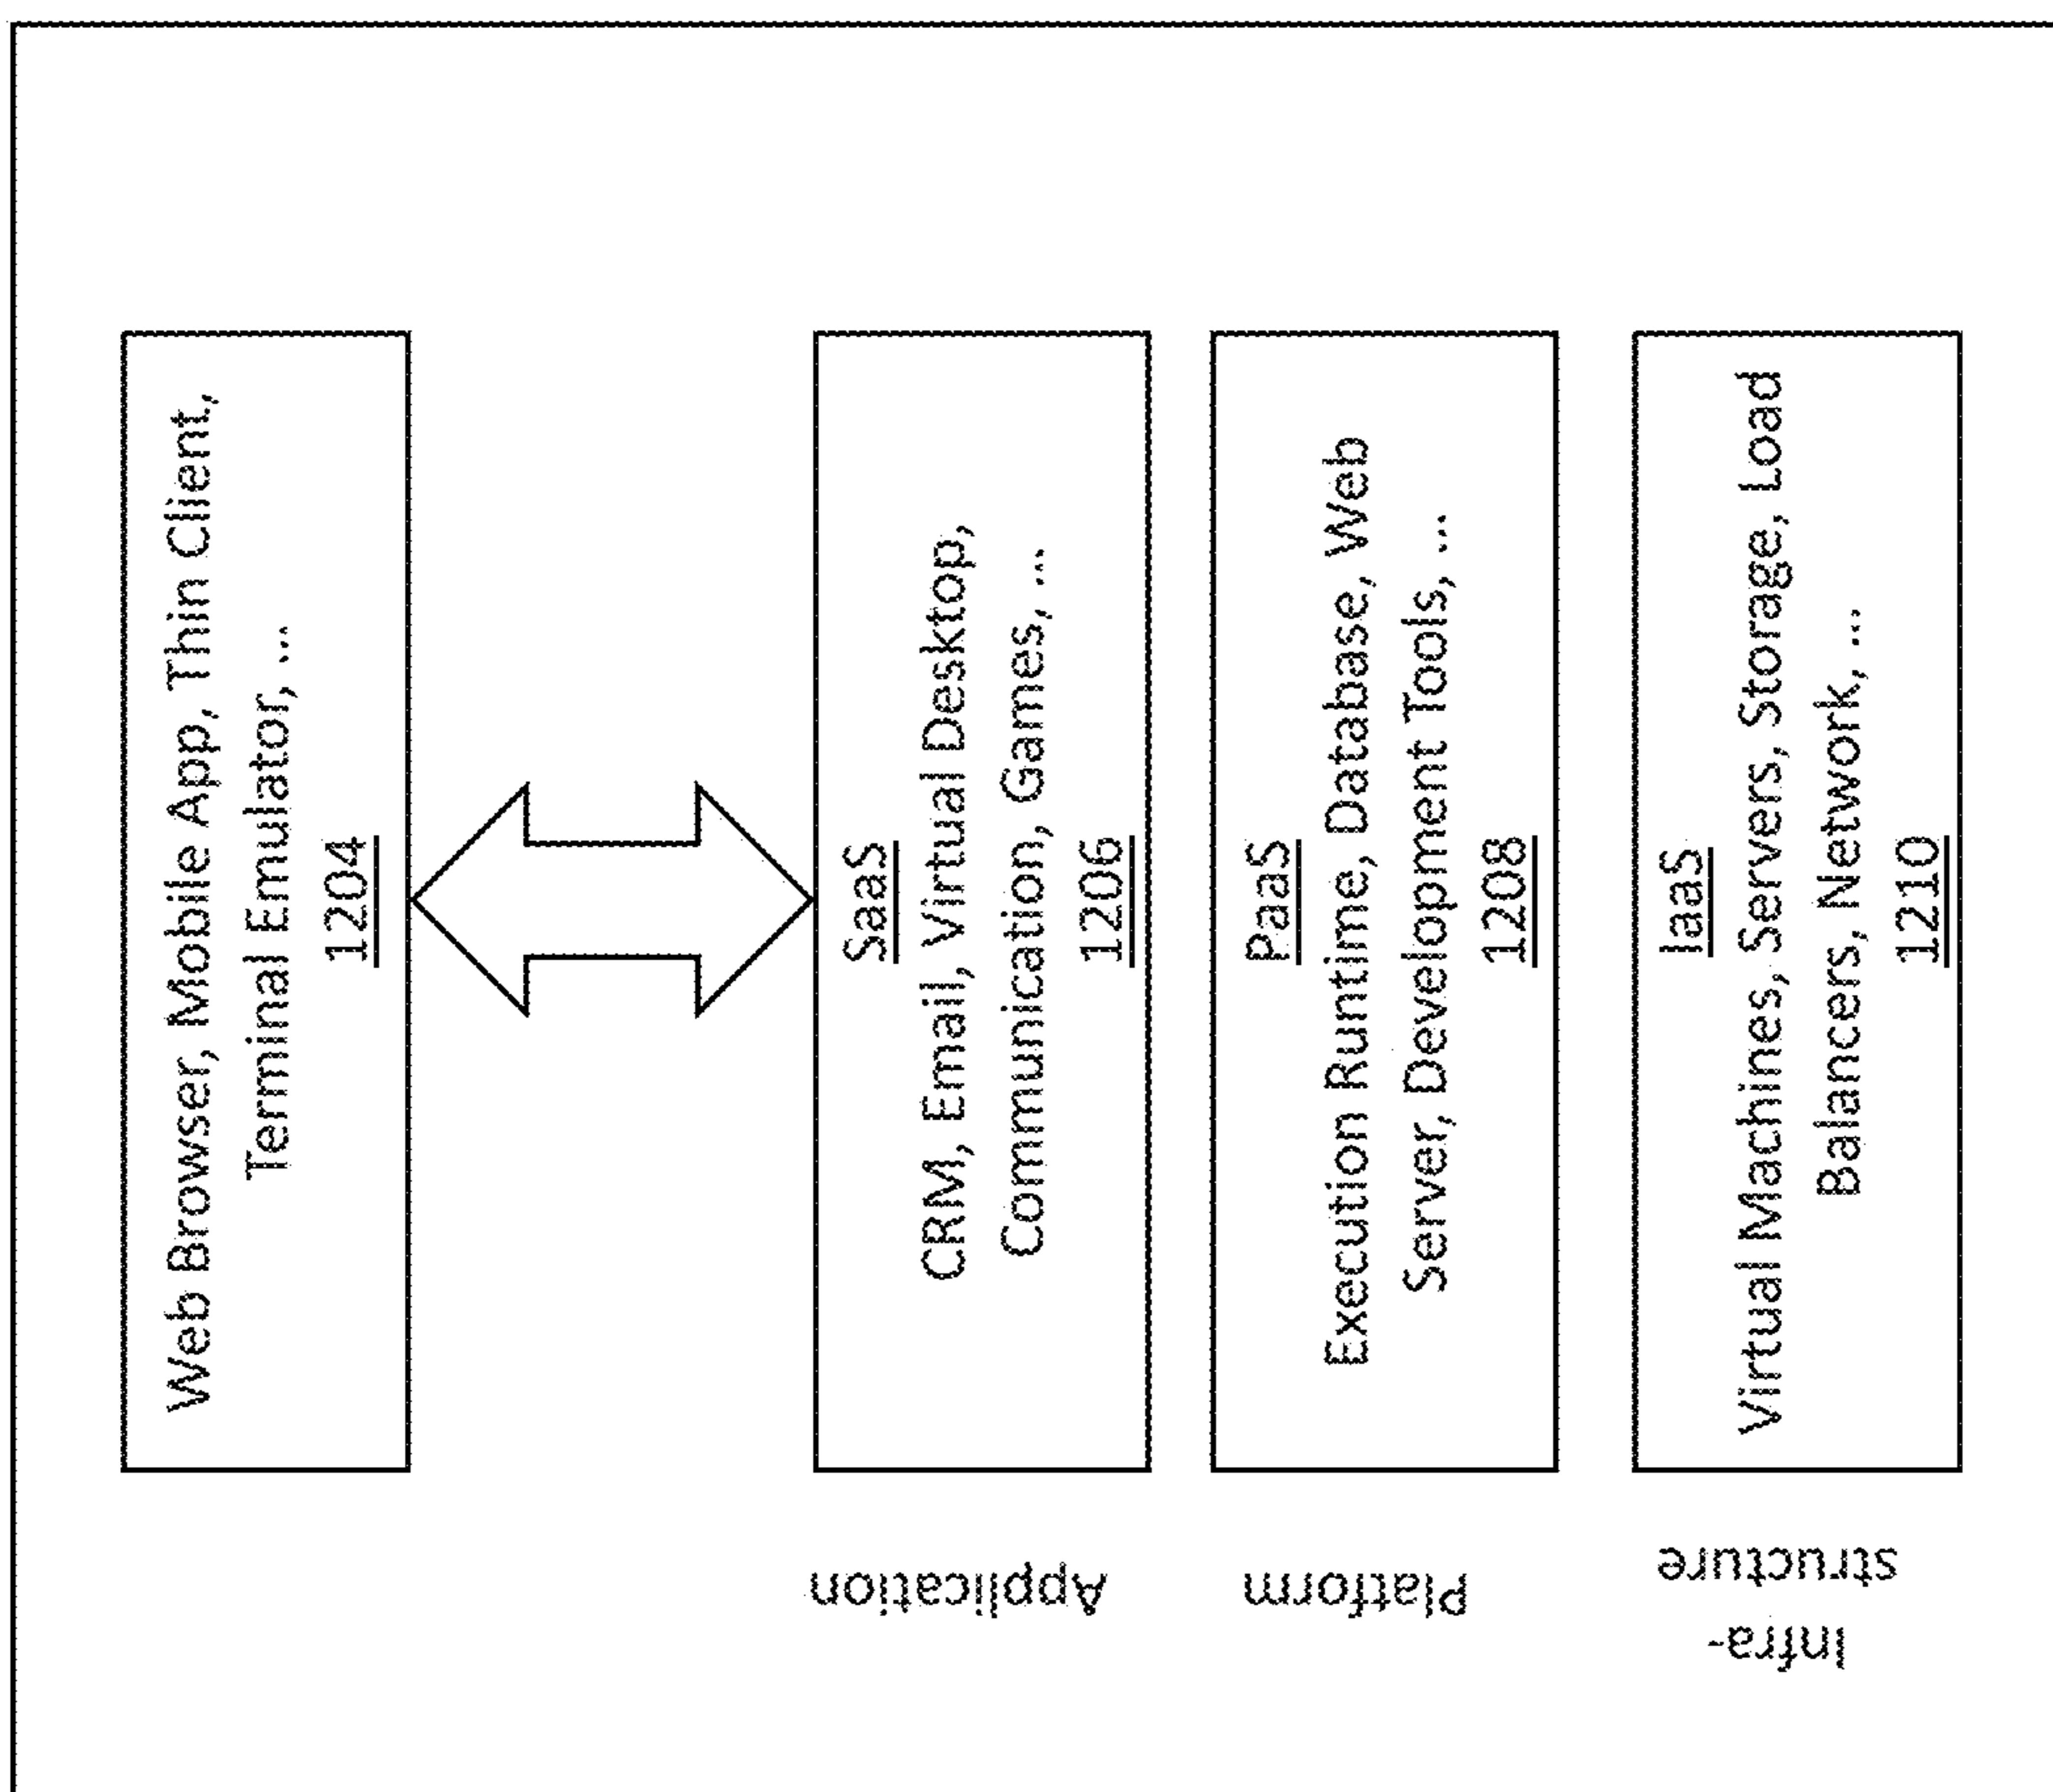 Web Browser, Mobile App, Thin Client,
Terminal Emulator, ...
1204
SaaS
CRM, Email, Virtual Desktop,
Communication, Games, ...
1206
Application
PaaS
Execution Runtime, Database, Web
Server, Development Tools, ...
1208
Platform
IaaS
Virtual Machines, Servers, Storage, Load
Balancers, Network, ...
1210
Infra-
structure